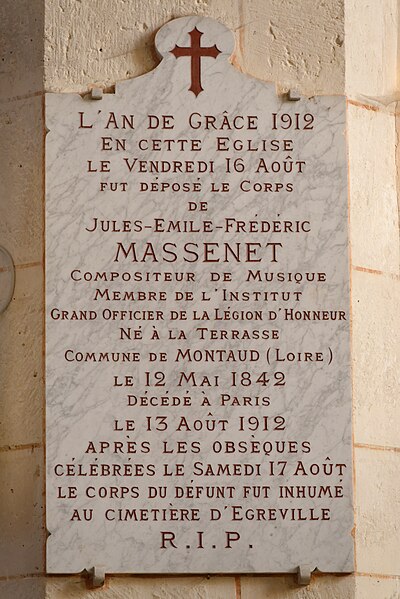 L'AN DE GRÂCE 1912
EN CETTE EGLISE
LE VENDREDI 16 AOÛT
FUT DÉPOSÉ LE CORPS
DE
JULES-EMILE-FRÉDÉRIC
MASSENET
COMPOSITEUR DE MUSIQUE
MEMBRE DE L'INSTITUT
GRAND OFFICIER DE LA LÉGION D'HONNEUR
NÉ À LA TERRASSE
COMMUNE DE MONTAUD (LOIRE)
LE 12 MAI 1842
DÉCÉDÉ À PARIS
LE 13 AOÛT 1912
APRÈS LES OBSÈQUES
CÉLÉBRÉES LE SAMEDI 17 AOÛT
LE CORPS DU DÉFUNT FUT INHUMÉ
AU CIMETIÈRE D'EGREVILLE
R.I.P.